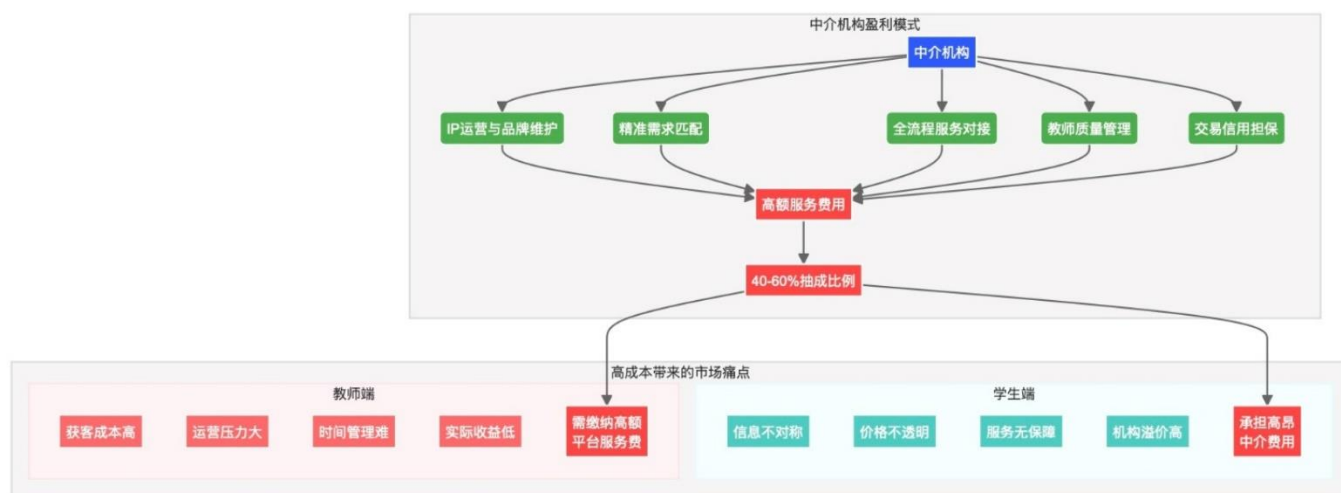 中介机构盈利模式
中介机构
IP运营与品牌维护
精准需求匹配
全流程服务对接
教师质量管理
交易信用担保
高额服务费用
40-60%抽成比例
高成本带来的市场痛点
教师端
获客成本高
运营压力大
时间管理难
实际收益低
需缴纳高额
平台服务费
学生端
信息不对称
价格不透明
服务无保障
机构溢价高
承担高昂
中介费用